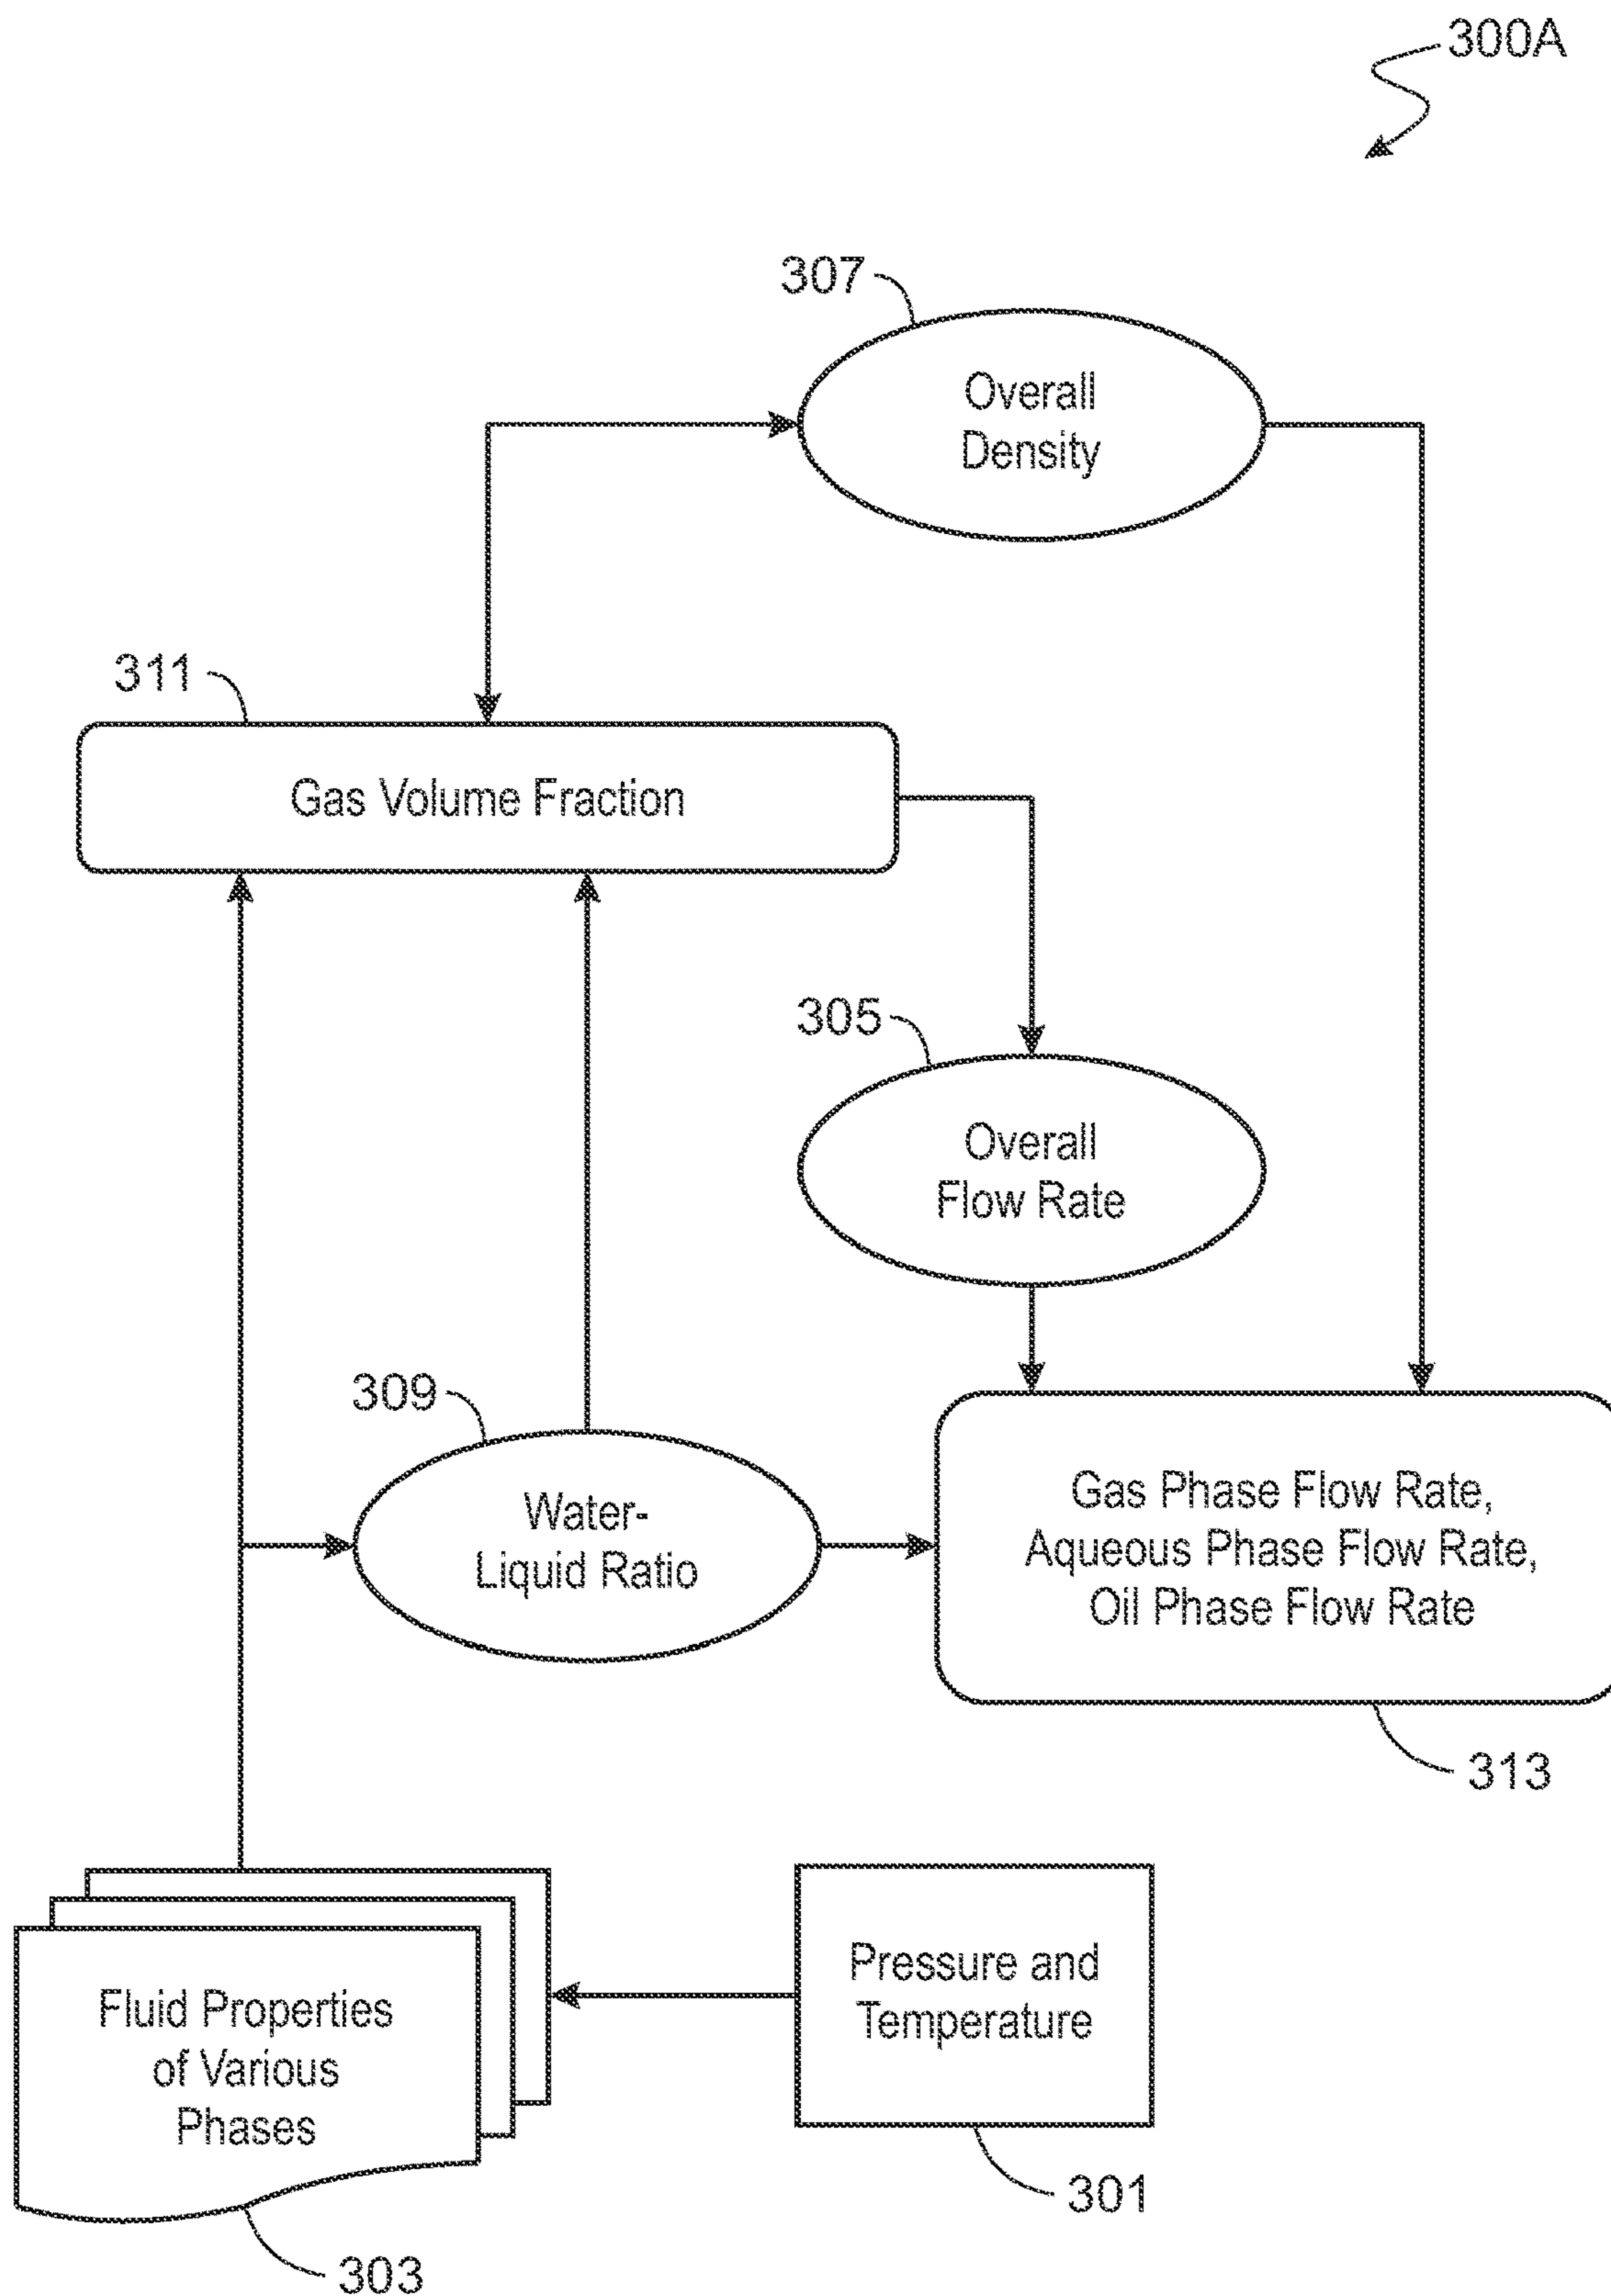 300A
307
Overall
Density
311
Gas Volume Fraction
305
Overall
Flow Rate
309
Water-
Liquid Ratio
Gas Phase Flow Rate,
Aqueous Phase Flow Rate,
Oil Phase Flow Rate
313
Fluid Properties
of Various
Phases
303
Pressure and
Temperature
301